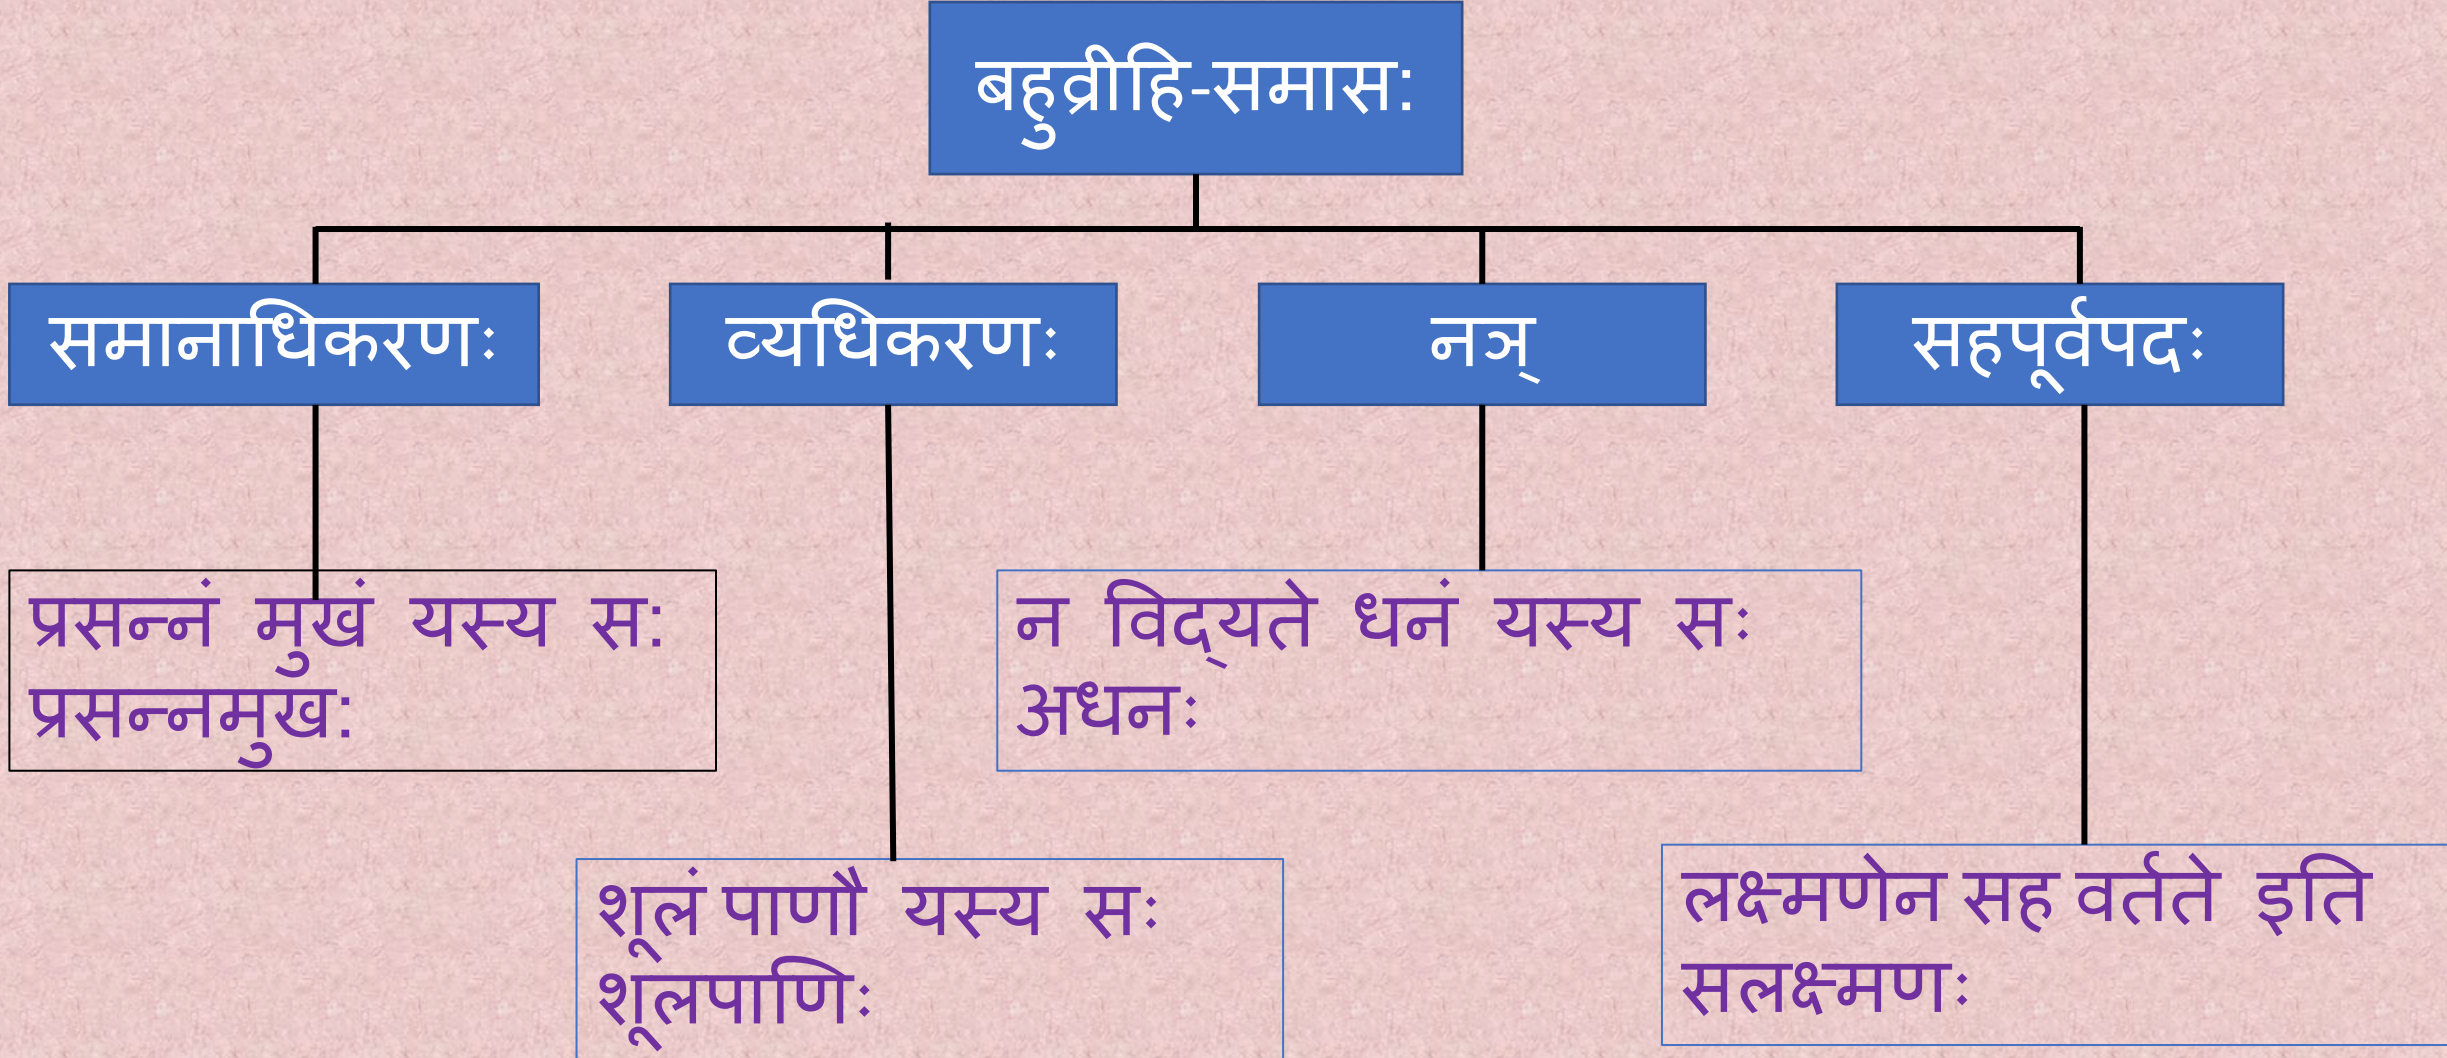 बहुव्रीहि-समास:
समानाधिकरणः
व्यधिकरणः
नञ्
सहपूर्वपदः
प्रसन्नं मुखं यस्य स:
प्रसन्नमुख:
न विद्यते धनं यस्य सः
अधनः
शूलं पाणौ यस्य सः
शूलपाणिः
लक्ष्मणेन सह वर्तते इति
सलक्ष्मणः